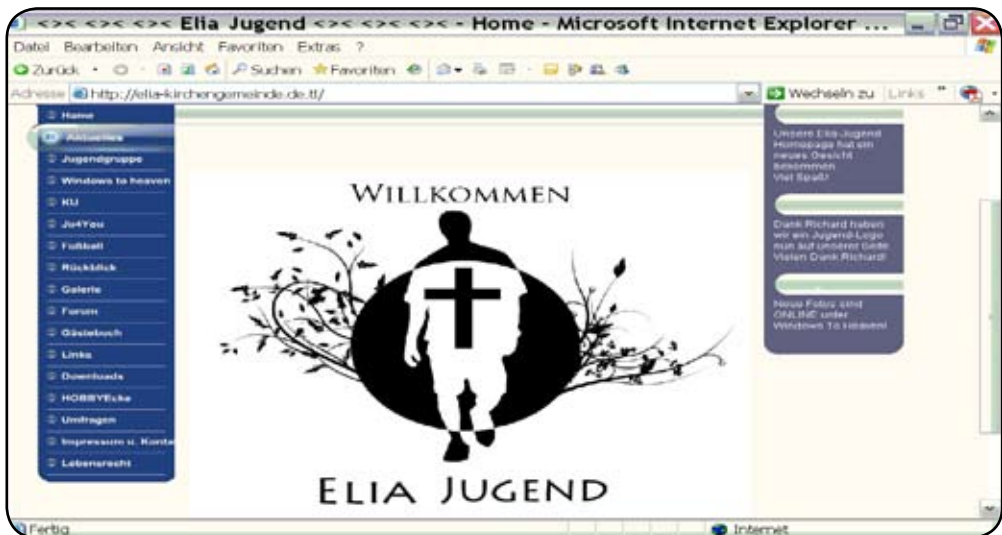 <>< <>< <>< Elia Jugend <>< <>< <>< - Home - Microsoft Internet Explorer ...
Datei Bearbeiten Ansicht Favoriten Extras ?
Zurück Suchen Favoriten
Adresse http://elia-kirchengemeinde.de.tl/ Wechseln zu Links »
Home
Aktuelles
Jugendgruppe
Windows to heaven
KU
Ju4You
Fußball
Rückblick
Galerie
Forum
Gästebuch
Links
Downloads
HOBBYEcke
Umfragen
Impressum u. Konta
Lebensrecht
Willkommen
Elia Jugend
Unsere Elia-Jugend
Homepage hat ein
neues Gesicht
bekommen
Viel Spaß!
Dank Richard haben
wir ein Jugend-Logo
nun auf unserer Seite
Vielen Dank Richard!
Neue Fotos sind
ONLINE unter
Windows To Heaven!
Fertig Internet